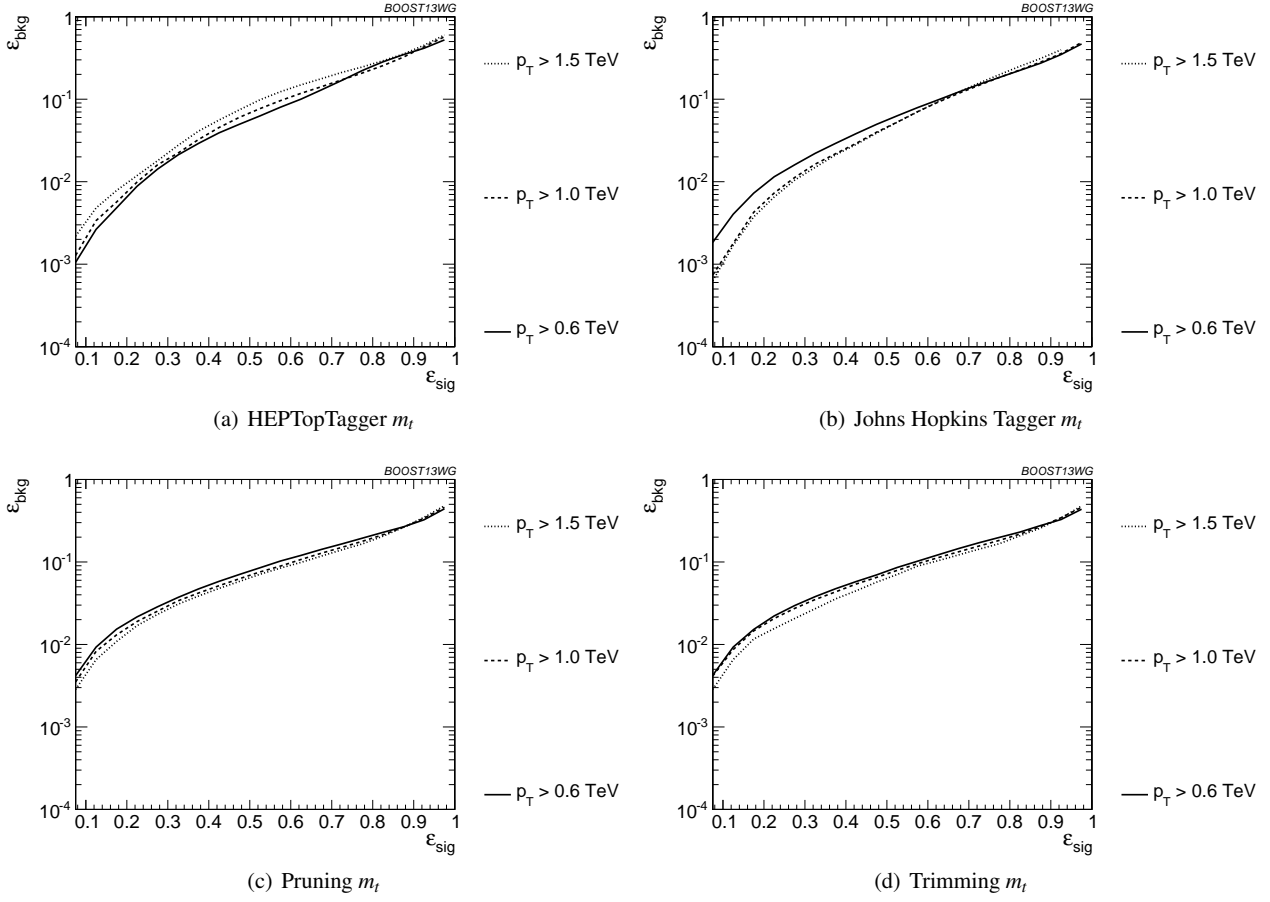 BOOST13WG
ε_bkg
1
10^-1
10^-2
10^-3
10^-4
0.1 0.2 0.3 0.4 0.5 0.6 0.7 0.8 0.9 1
ε_sig
p_T > 1.5 TeV
p_T > 1.0 TeV
p_T > 0.6 TeV
(a) HEPTopTagger m_t
BOOST13WG
ε_bkg
1
10^-1
10^-2
10^-3
10^-4
0.1 0.2 0.3 0.4 0.5 0.6 0.7 0.8 0.9 1
ε_sig
p_T > 1.5 TeV
p_T > 1.0 TeV
p_T > 0.6 TeV
(b) Johns Hopkins Tagger m_t
BOOST13WG
ε_bkg
1
10^-1
10^-2
10^-3
10^-4
0.1 0.2 0.3 0.4 0.5 0.6 0.7 0.8 0.9 1
ε_sig
p_T > 1.5 TeV
p_T > 1.0 TeV
p_T > 0.6 TeV
(c) Pruning m_t
BOOST13WG
ε_bkg
1
10^-1
10^-2
10^-3
10^-4
0.1 0.2 0.3 0.4 0.5 0.6 0.7 0.8 0.9 1
ε_sig
p_T > 1.5 TeV
p_T > 1.0 TeV
p_T > 0.6 TeV
(d) Trimming m_t